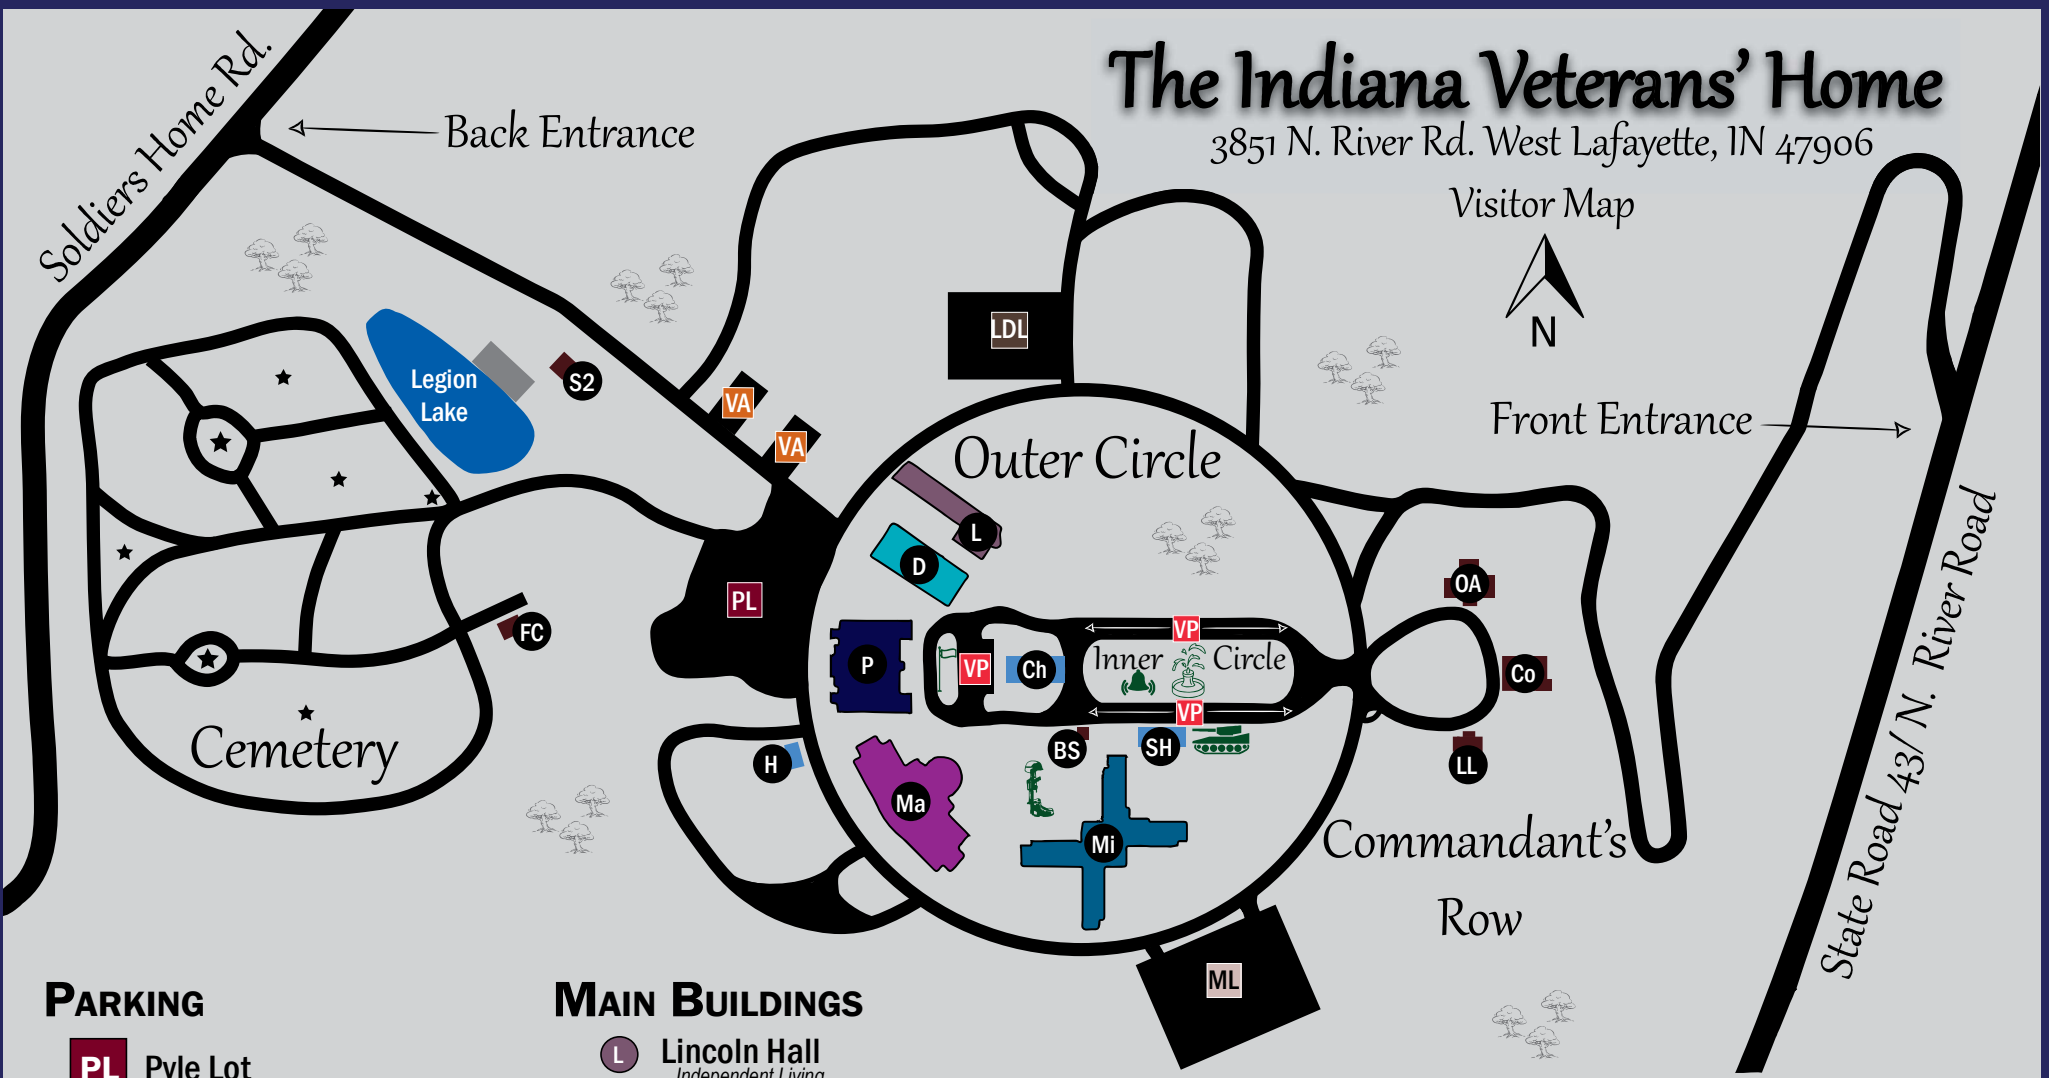 The Indiana Veterans' Home
3851 N. River Rd. West Lafayette, IN 47906
Visitor Map
N
Soldiers Home Rd.
Back Entrance
Front Entrance
State Road 43/ N. River Road
Legion
Lake
S2
VA
VA
LDL
Outer Circle
L
D
PL
P
VP
Ch
VP
Inner Circle
VP
OA
Co
LL
FC
Cemetery
H
BS
SH
Ma
Mi
Commandant's
Row
ML
PARKING
PL Pyle Lot
MAIN BUILDINGS
L Lincoln Hall
Independent Living